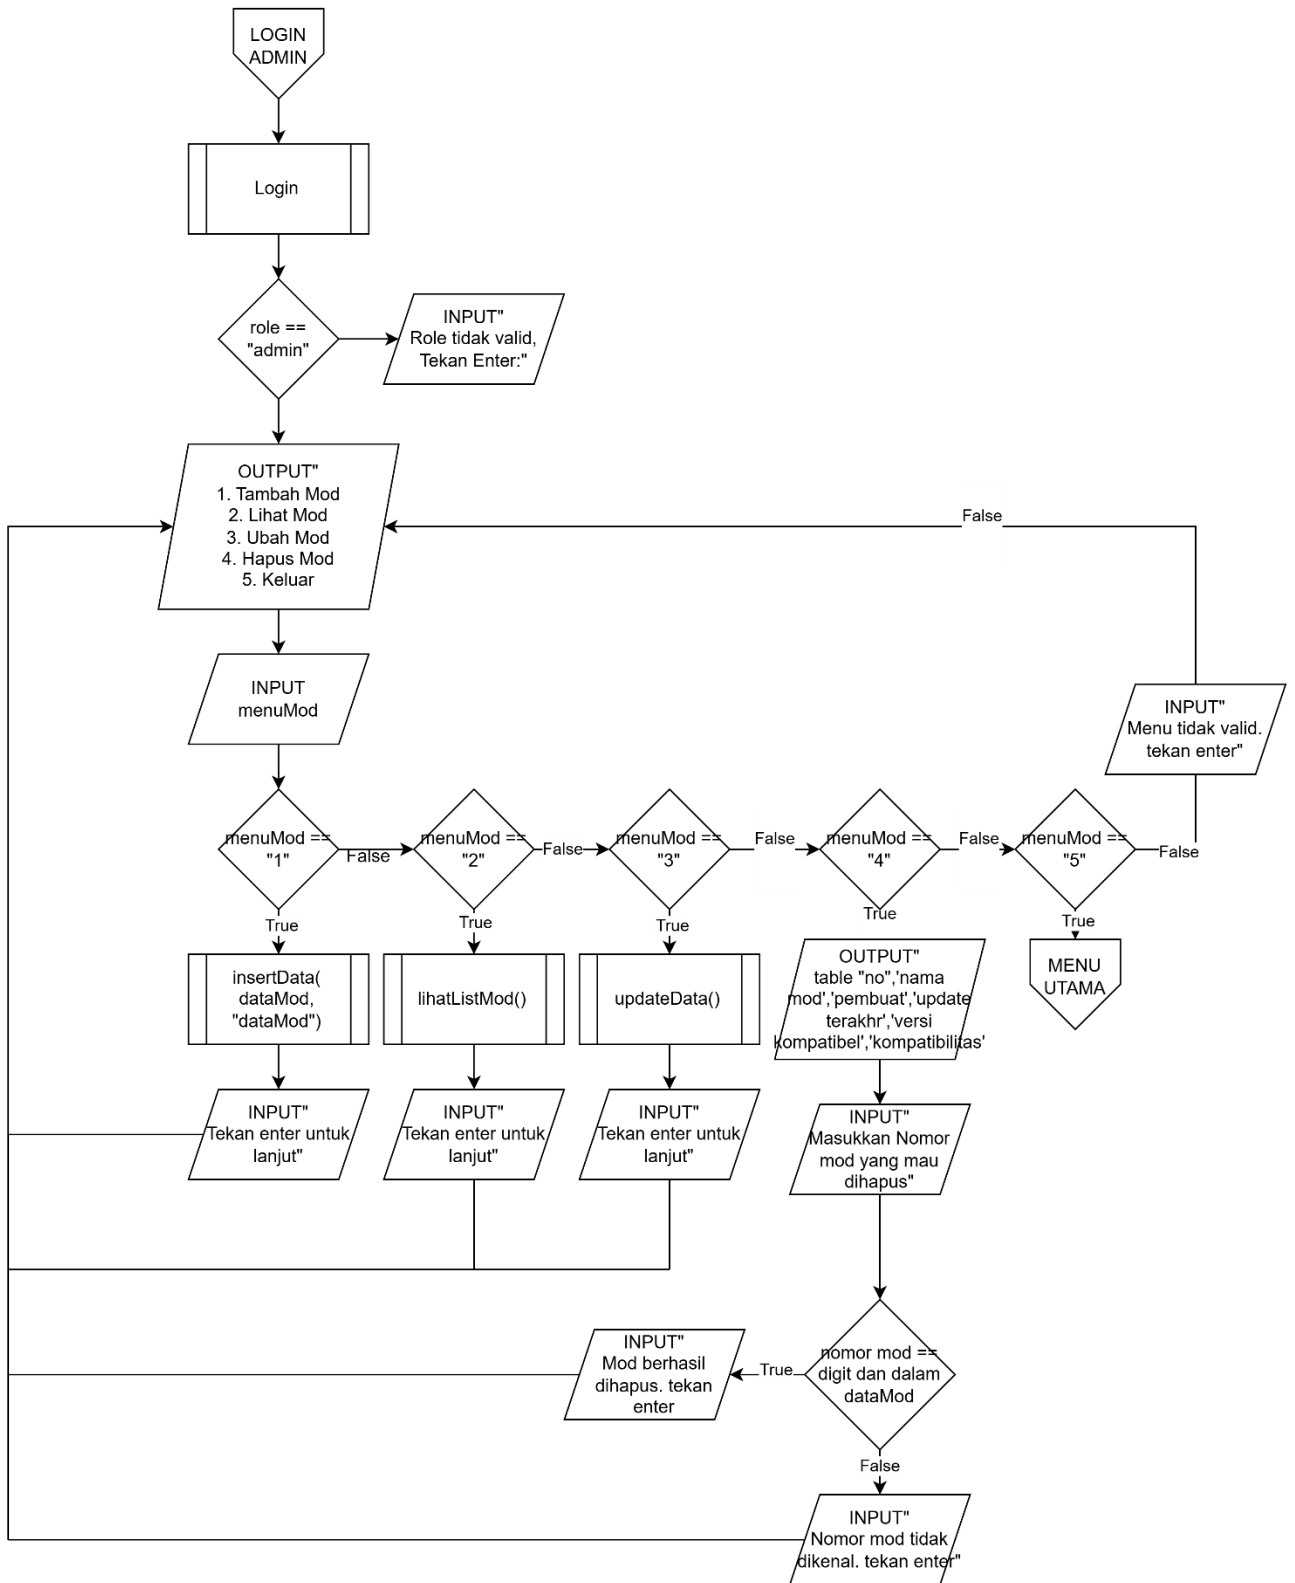 LOGIN
ADMIN
Login
role ==
"admin"
INPUT"
Role tidak valid,
Tekan Enter:"
OUTPUT"
1. Tambah Mod
2. Lihat Mod
3. Ubah Mod
4. Hapus Mod
5. Keluar
False
INPUT
menuMod
INPUT"
Menu tidak valid.
tekan enter"
menuMod ==
"1"
False
menuMod ==
"2"
False
menuMod ==
"3"
False
menuMod ==
"4"
False
menuMod ==
"5"
False
True
True
True
True
True
insertData(
dataMod,
"dataMod")
lihatListMod()
updateData()
OUTPUT"
table "no",'nama
mod','pembuat','update
terakhr','versi
kompatibel','kompatibilitas'
MENU
UTAMA
INPUT"
Tekan enter untuk
lanjut"
INPUT"
Tekan enter untuk
lanjut"
INPUT"
Tekan enter untuk
lanjut"
INPUT"
Masukkan Nomor
mod yang mau
dihapus"
nomor mod ==
digit dan dalam
dataMod
True
INPUT"
Mod berhasil
dihapus. tekan
enter
False
INPUT"
Nomor mod tidak
dikenal. tekan enter"